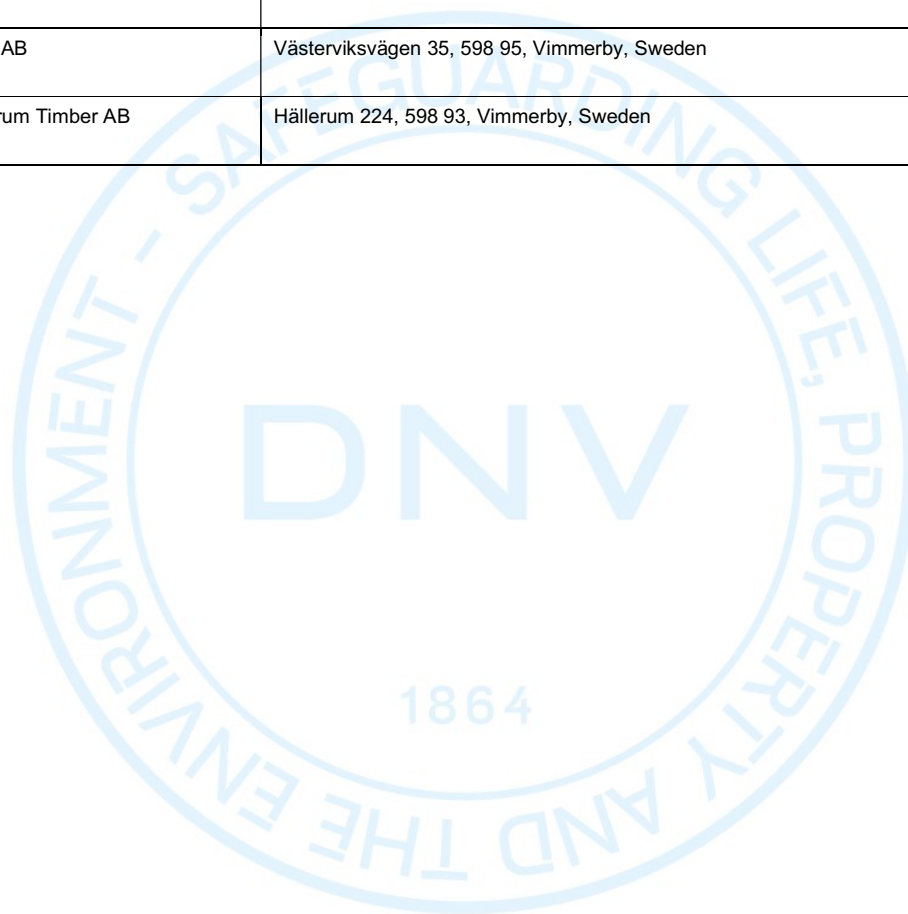 AB
Västerviksvägen 35, 598 95, Vimmerby, Sweden
rum Timber AB
Hällerum 224, 598 93, Vimmerby, Sweden
SAFEGUARDING LIFE, PROPERTY AND THE ENVIRONMENT -
DNV
1864